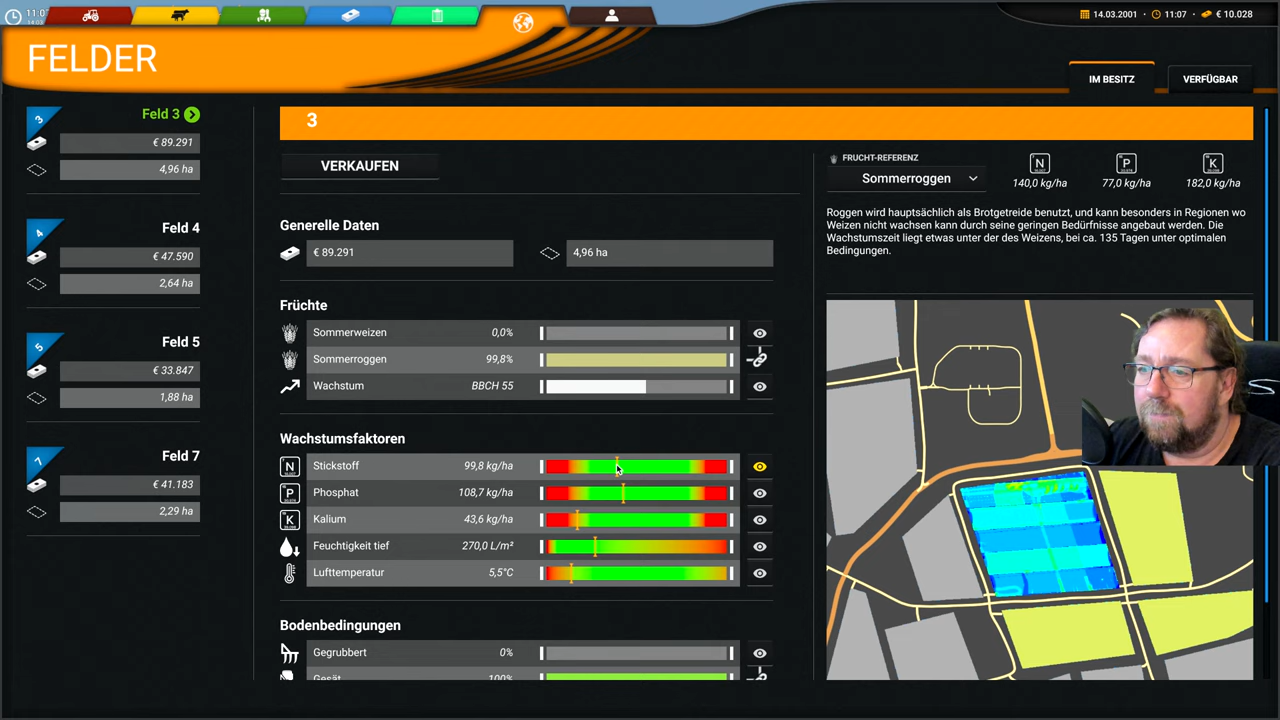 11:0
14.03.2001 • 11:07 • € 10.028
FELDER
IM BESITZ
VERFÜGBAR
3
Feld 3
€ 89.291
4,96 ha
4
Feld 4
€ 47.590
2,64 ha
5
Feld 5
€ 33.847
1,88 ha
7
Feld 7
€ 41.183
2,29 ha
3
VERKAUFEN
Generelle Daten
€ 89.291
4,96 ha
Früchte
Sommerweizen 0,0%
Sommerroggen 99,8%
Wachstum BBCH 55
Wachstumsfaktoren
N Stickstoff 99,8 kg/ha
P Phosphat 108,7 kg/ha
K Kalium 43,6 kg/ha
Feuchtigkeit tief 270,0 L/m²
Lufttemperatur 5,5°C
Bodenbedingungen
Gegrubbert 0%
Gesät 100%
FRUCHT-REFERENZ
Sommerroggen
N
140,0 kg/ha
P
77,0 kg/ha
K
182,0 kg/ha
Roggen wird hauptsächlich als Brotgetreide benutzt, und kann besonders in Regionen wo
Weizen nicht wachsen kann durch seine geringen Bedürfnisse angebaut werden. Die
Wachstumszeit liegt etwas unter der des Weizens, bei ca. 135 Tagen unter optimalen
Bedingungen.